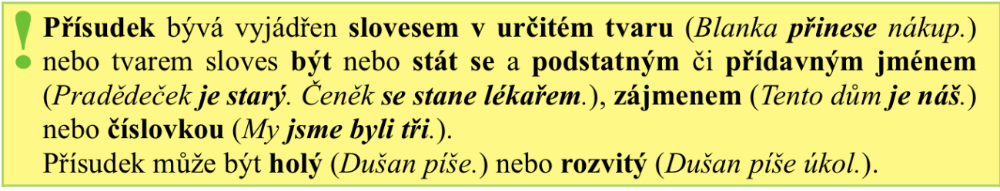 ! Přísudek bývá vyjádřen slovesem v určitém tvaru (Blanka přinese nákup.)
nebo tvarem sloves být nebo stát se a podstatným či přídavným jménem
(Pradědeček je starý. Čeněk se stane lékařem.), zájmenem (Tento dům je náš.)
nebo číslovkou (My jsme byli tři.).
Přísudek může být holý (Dušan píše.) nebo rozvitý (Dušan píše úkol.).